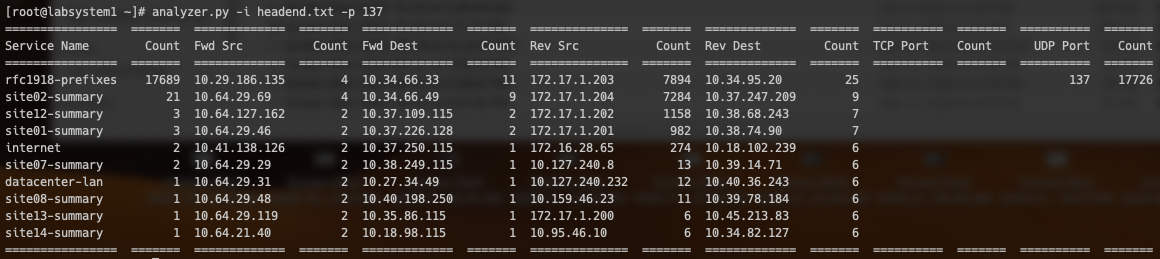 [root@labsystem1 ~]# analyzer.py -i headend.txt -p 137
================ ======= ================ ======= ================ ======= ================ ======= ================ ======= ======== ======= ======== =======
Service Name Count Fwd Src Count Fwd Dest Count Rev Src Count Rev Dest Count TCP Port Count UDP Port Count
================ ======= ================ ======= ================ ======= ================ ======= ================ ======= ======== ======= ======== =======
rfc1918-prefixes 17689 10.29.186.135 4 10.34.66.33 11 172.17.1.203 7894 10.34.95.20 25 137 17726
site02-summary 21 10.64.29.69 4 10.34.66.49 9 172.17.1.204 7284 10.37.247.209 9
site12-summary 3 10.64.127.162 2 10.37.109.115 2 172.17.1.202 1158 10.38.68.243 7
site01-summary 3 10.64.29.46 2 10.37.226.128 2 172.17.1.201 982 10.38.74.90 7
internet 2 10.41.138.126 2 10.37.250.115 1 172.16.28.65 274 10.18.102.239 6
site07-summary 2 10.64.29.29 2 10.38.249.115 1 10.127.240.8 13 10.39.14.71 6
datacenter-lan 1 10.64.29.31 2 10.27.34.49 1 10.127.240.232 12 10.40.36.243 6
site08-summary 1 10.64.29.48 2 10.40.198.250 1 10.159.46.23 11 10.39.78.184 6
site13-summary 1 10.64.29.119 2 10.35.86.115 1 172.17.1.200 6 10.45.213.83 6
site14-summary 1 10.64.21.40 2 10.18.98.115 1 10.95.46.10 6 10.34.82.127 6
================ ======= ================ ======= ================ ======= ================ ======= ================ ======= ======== ======= ======== =======